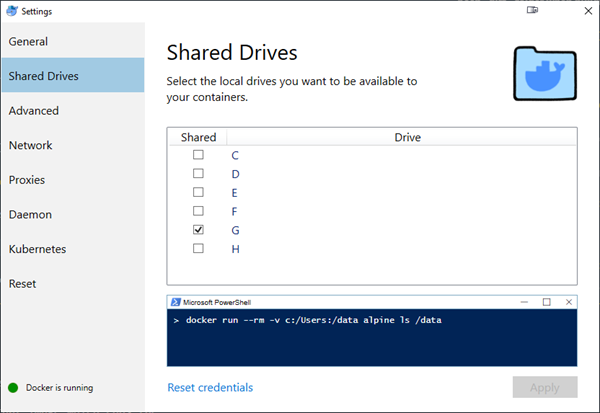 Settings
General
Shared Drives
Advanced
Network
Proxies
Daemon
Kubernetes
Reset
Docker is running
Shared Drives
Select the local drives you want to be available to
your containers.
Shared Drive
C
D
E
F
G
H
Microsoft PowerShell
> docker run --rm -v c:/Users:/data alpine ls /data
Reset credentials
Apply